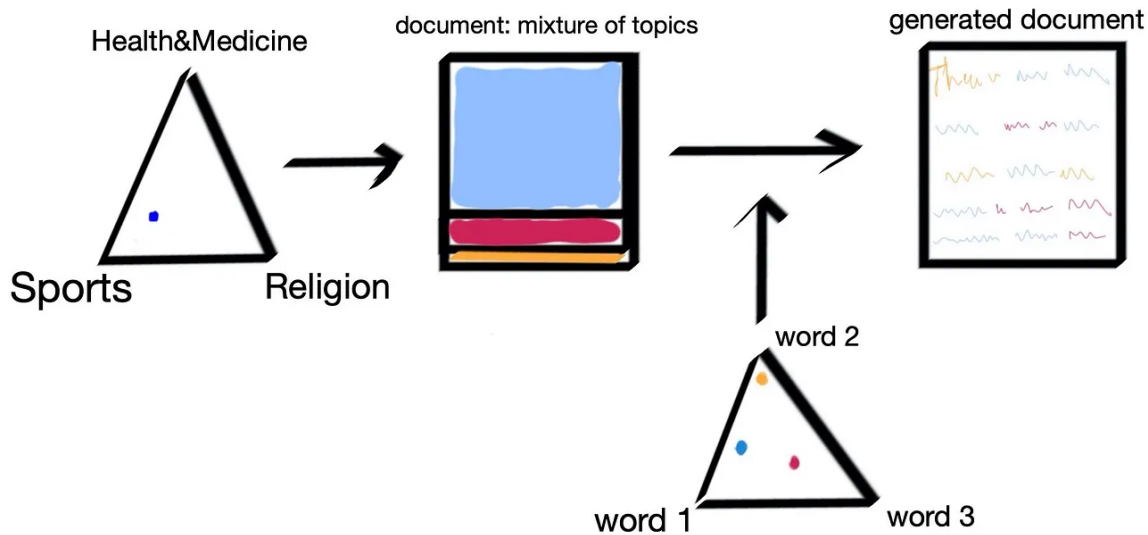 Health&Medicine
document: mixture of topics
generated document
Sports
Religion
word 2
word 1
word 3